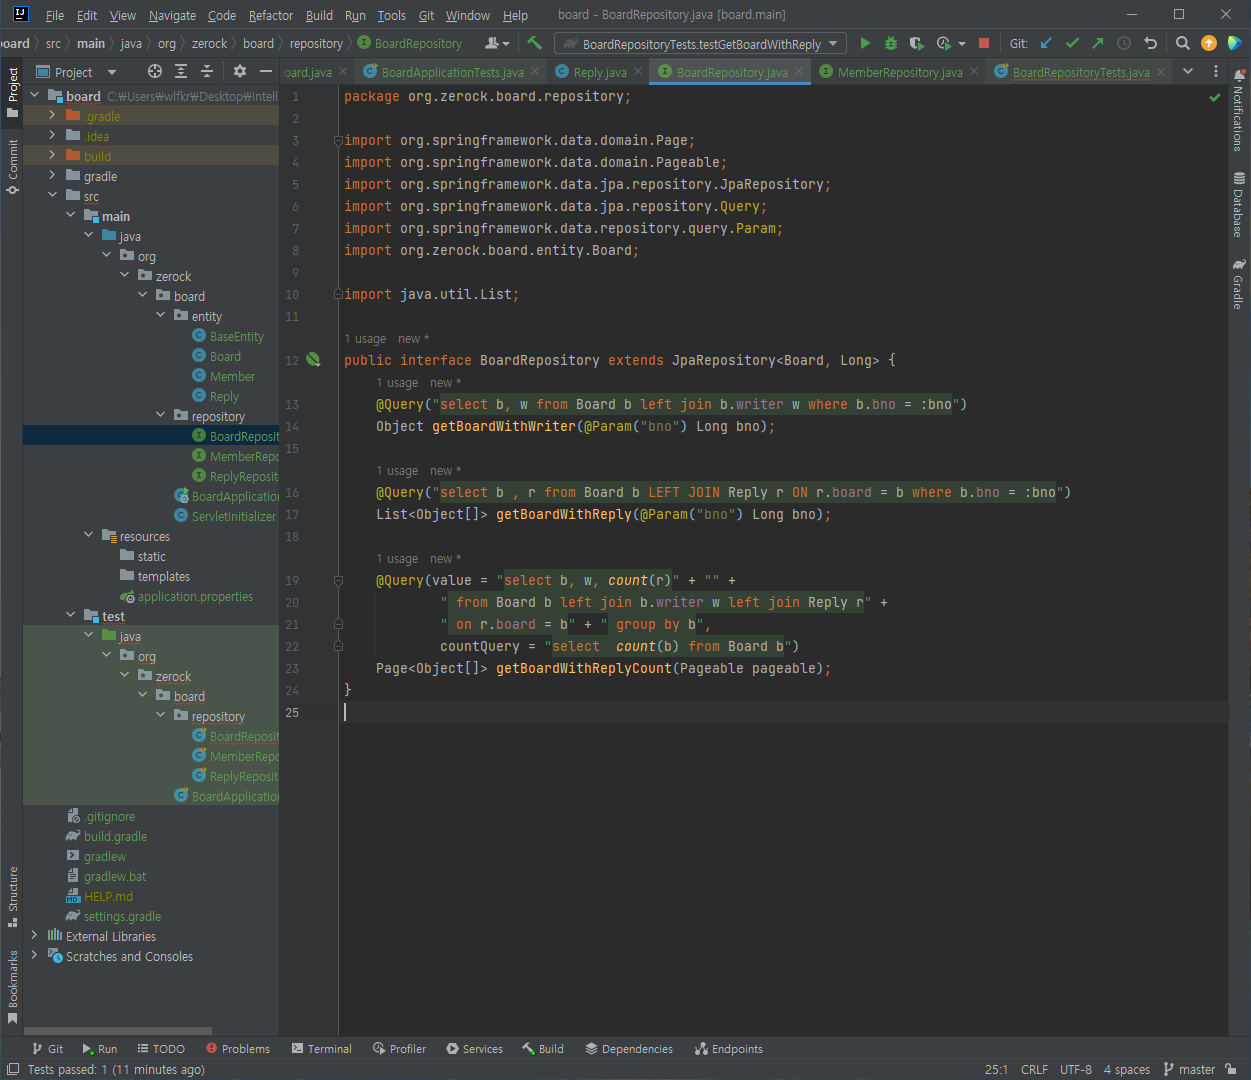 File Edit View Navigate Code Refactor Build Run Tools Git Window Help board - BoardRepository.java [board.main]
board src main java org zerock board repository BoardRepository BoardRepositoryTests.testGetBoardWithReply Git:
Project oard.java BoardApplicationTests.java Reply.java BoardRepository.java MemberRepository.java BoardRepositoryTests.java
Project
Commit
Structure
Bookmarks
board C:₩Users₩wlfkr₩Desktop₩Intell
.gradle
.idea
build
gradle
src
main
java
org
zerock
board
entity
BaseEntity
Board
Member
Reply
repository
BoardReposit
MemberRepo
ReplyReposit
BoardApplication
ServletInitializer
resources
static
templates
application.properties
test
java
org
zerock
board
repository
BoardReposit
MemberRepo
ReplyReposit
BoardApplication
.gitignore
build.gradle
gradlew
gradlew.bat
HELP.md
settings.gradle
External Libraries
Scratches and Consoles
1 package org.zerock.board.repository;
2
3 import org.springframework.data.domain.Page;
4 import org.springframework.data.domain.Pageable;
5 import org.springframework.data.jpa.repository.JpaRepository;
6 import org.springframework.data.jpa.repository.Query;
7 import org.springframework.data.repository.query.Param;
8 import org.zerock.board.entity.Board;
9
10 import java.util.List;
11
1 usage new *
12 public interface BoardRepository extends JpaRepository<Board, Long> {
1 usage new *
13 @Query("select b, w from Board b left join b.writer w where b.bno = :bno")
14 Object getBoardWithWriter(@Param("bno") Long bno);
15
1 usage new *
16 @Query("select b , r from Board b LEFT JOIN Reply r ON r.board = b where b.bno = :bno")
17 List<Object[]> getBoardWithReply(@Param("bno") Long bno);
18
1 usage new *
19 @Query(value = "select b, w, count(r)" + "" +
20 " from Board b left join b.writer w left join Reply r" +
21 " on r.board = b" + " group by b",
22 countQuery = "select  count(b) from Board b")
23 Page<Object[]> getBoardWithReplyCount(Pageable pageable);
24 }
25
Notifications
Database
Gradle
Git Run TODO Problems Terminal Profiler Services Build Dependencies Endpoints
Tests passed: 1 (11 minutes ago) 25:1 CRLF UTF-8 4 spaces master